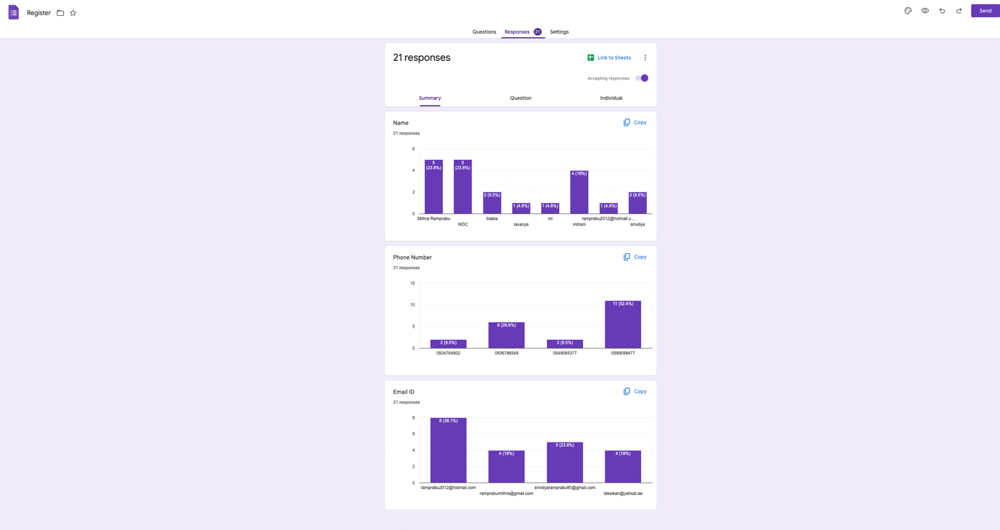 Register
Send
Questions Responses 21 Settings
21 responses
Link to Sheets
Accepting responses
Summary Question Individual
Name
Copy
21 responses
6
4
2
0
5 (23.8%)
5 (23.8%)
2 (9.5%)
1 (4.8%)
1 (4.8%)
4 (19%)
1 (4.8%)
2 (9.5%)
Mithra Ramprabu
WDC
blabla
lavanya
mi
mitram
ramprabu2012@hotmail.c...
srividya
Phone Number
Copy
21 responses
15
10
5
0
2 (9.5%)
6 (28.6%)
2 (9.5%)
11 (52.4%)
0504764902
0506786549
0549085377
0589099477
Email ID
Copy
21 responses
8
6
4
2
0
8 (38.1%)
4 (19%)
5 (23.8%)
4 (19%)
ramprabu2012@hotmail.com
ramprabumithra@gmail.com
srividyaramprabu80@gmail.com
tdesikan@yahsat.ae